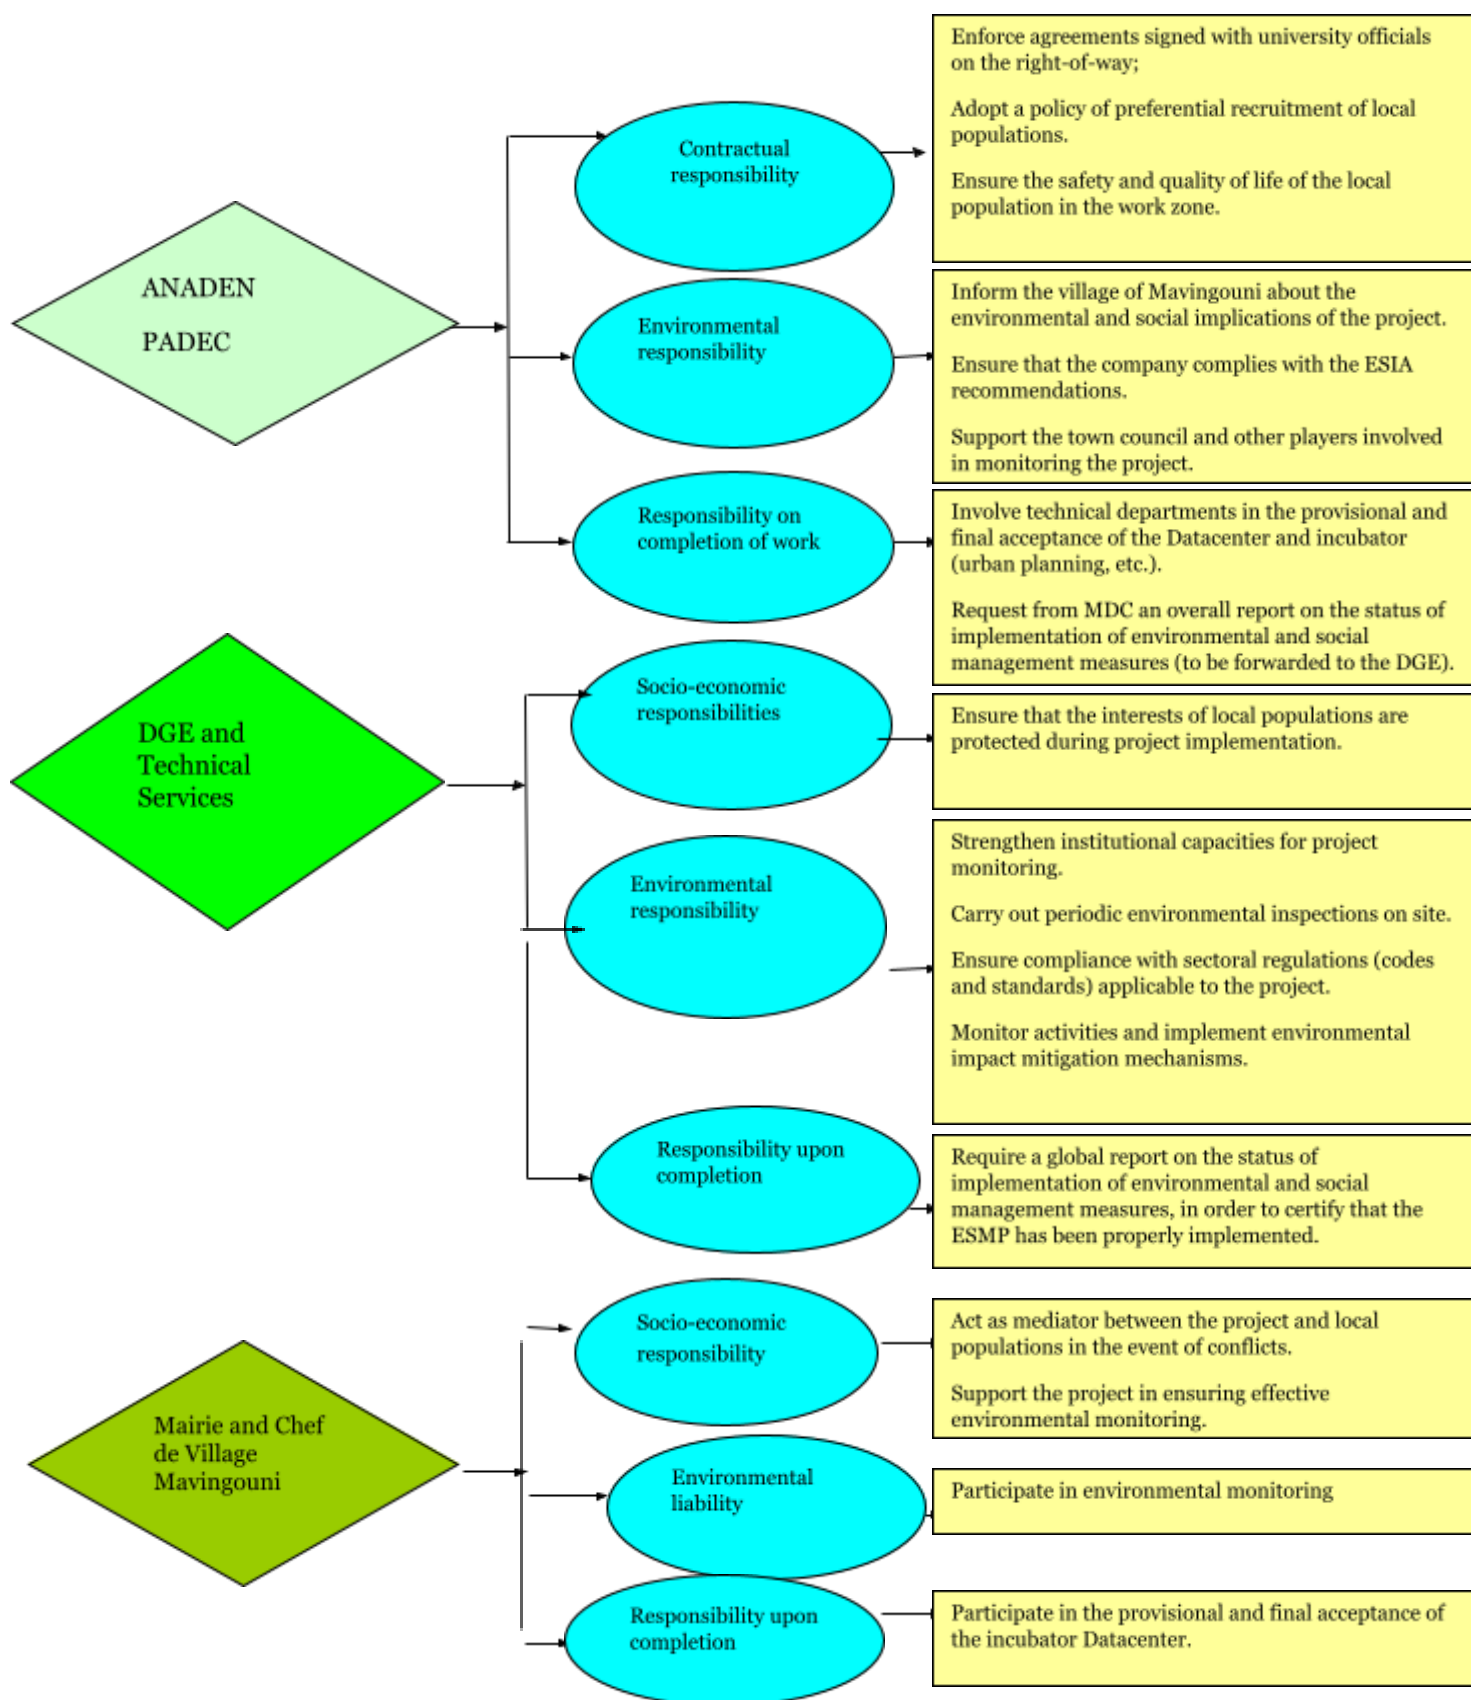 ANADEN
PADEC
Contractual
responsibility
Enforce agreements signed with university officials
on the right-of-way;
Adopt a policy of preferential recruitment of local
populations.
Ensure the safety and quality of life of the local
population in the work zone.
Environmental
responsibility
Inform the village of Mavingouni about the
environmental and social implications of the project.
Ensure that the company complies with the ESIA
recommendations.
Support the town council and other players involved
in monitoring the project.
Responsibility on
completion of work
Involve technical departments in the provisional and
final acceptance of the Datacenter and incubator
(urban planning, etc.).
Request from MDC an overall report on the status of
implementation of environmental and social
management measures (to be forwarded to the DGE).
DGE and
Technical
Services
Socio-economic
responsibilities
Ensure that the interests of local populations are
protected during project implementation.
Environmental
responsibility
Strengthen institutional capacities for project
monitoring.
Carry out periodic environmental inspections on site.
Ensure compliance with sectoral regulations (codes
and standards) applicable to the project.
Monitor activities and implement environmental
impact mitigation mechanisms.
Responsibility upon
completion
Require a global report on the status of
implementation of environmental and social
management measures, in order to certify that the
ESMP has been properly implemented.
Mairie and Chef
de Village
Mavingouni
Socio-economic
responsibility
Act as mediator between the project and local
populations in the event of conflicts.
Support the project in ensuring effective
environmental monitoring.
Environmental
liability
Participate in environmental monitoring
Responsibility upon
completion
Participate in the provisional and final acceptance of
the incubator Datacenter.